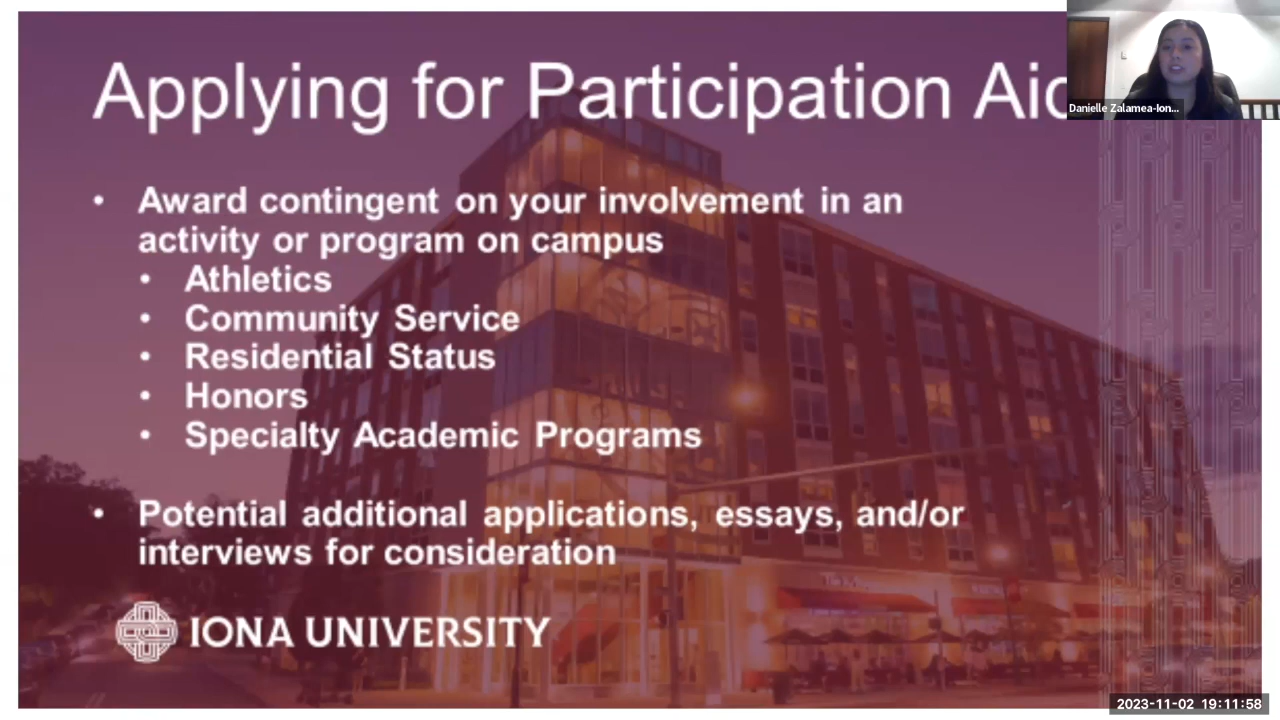 Applying for Participation Aid
Danielle Zalamea-Ion...
• Award contingent on your involvement in an
activity or program on campus
• Athletics
• Community Service
• Residential Status
• Honors
• Specialty Academic Programs
• Potential additional applications, essays, and/or
interviews for consideration
IONA UNIVERSITY
2023-11-02 19:11:58